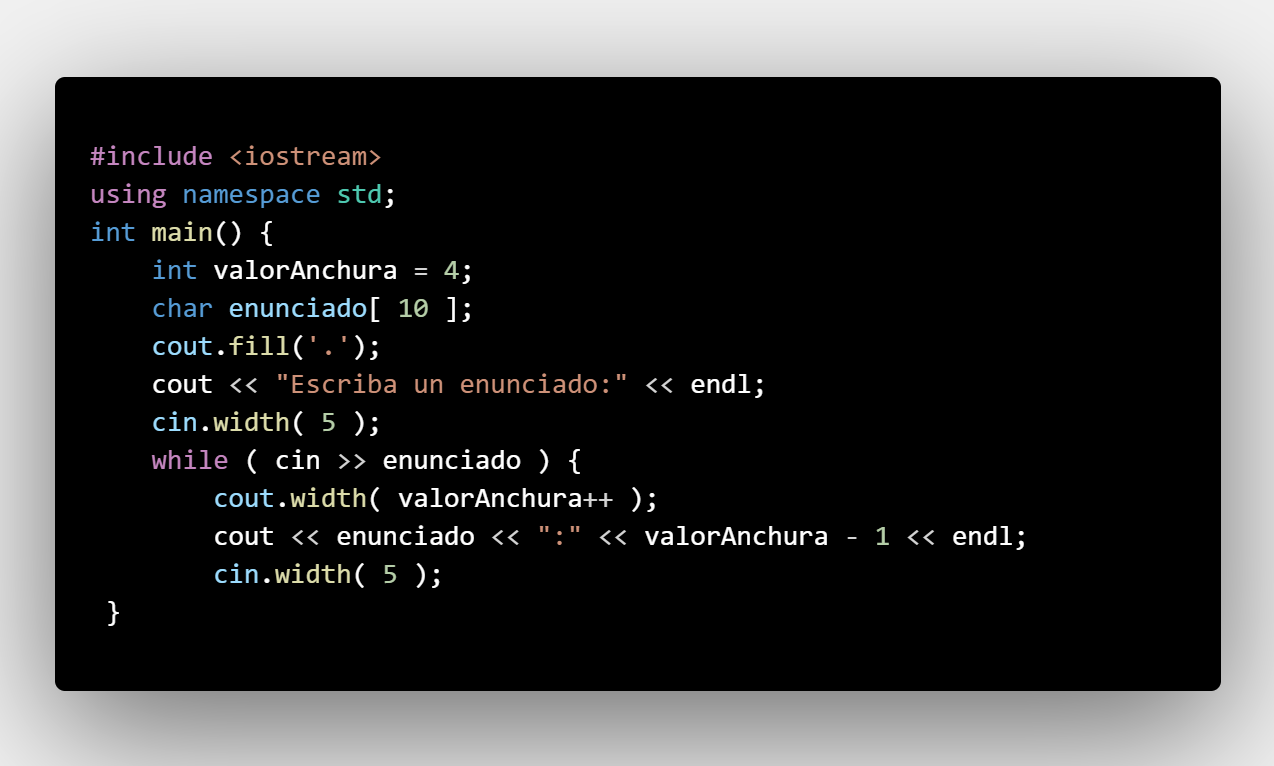 #include <iostream>
using namespace std;
int main() {
    int valorAnchura = 4;
    char enunciado[ 10 ];
    cout.fill('.');
    cout << "Escriba un enunciado:" << endl;
    cin.width( 5 );
    while ( cin >> enunciado ) {
        cout.width( valorAnchura++ );
        cout << enunciado << ":" << valorAnchura - 1 << endl;
        cin.width( 5 );
 }